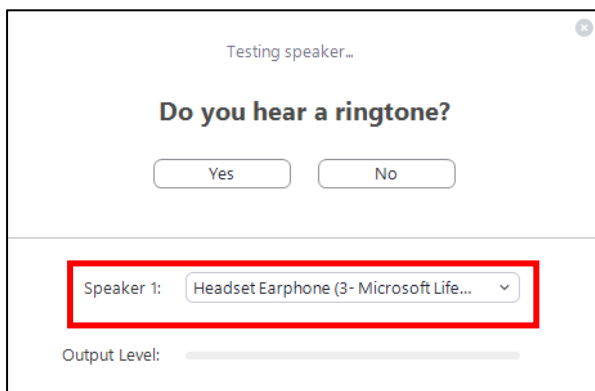 Testing speaker...
Do you hear a ringtone?
Yes No
Speaker 1: Headset Earphone (3- Microsoft Life...
Output Level: